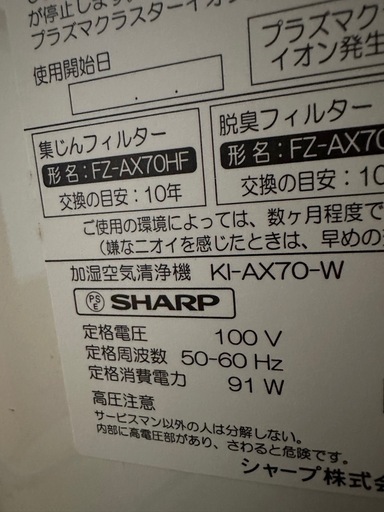 が停止します。
プラズマクラスターイオン
プラズマク
イオン発生
使用開始日
. .
集じんフィルター
形名:FZ-AX70HF
交換の目安:10年
脱臭フィルター
形名:FZ-AX70
交換の目安:10
ご使用の環境によっては、数ヶ月程度で
(嫌なニオイを感じたときは、早めの
加湿空気清浄機 KI-AX70-W
PSE SHARP
定格電圧 100 V
定格周波数 50-60 Hz
定格消費電力 91 W
高圧注意
サービスマン以外の人は分解しない。
内部に高電圧部があり、さわると危険です。
シャープ株式会